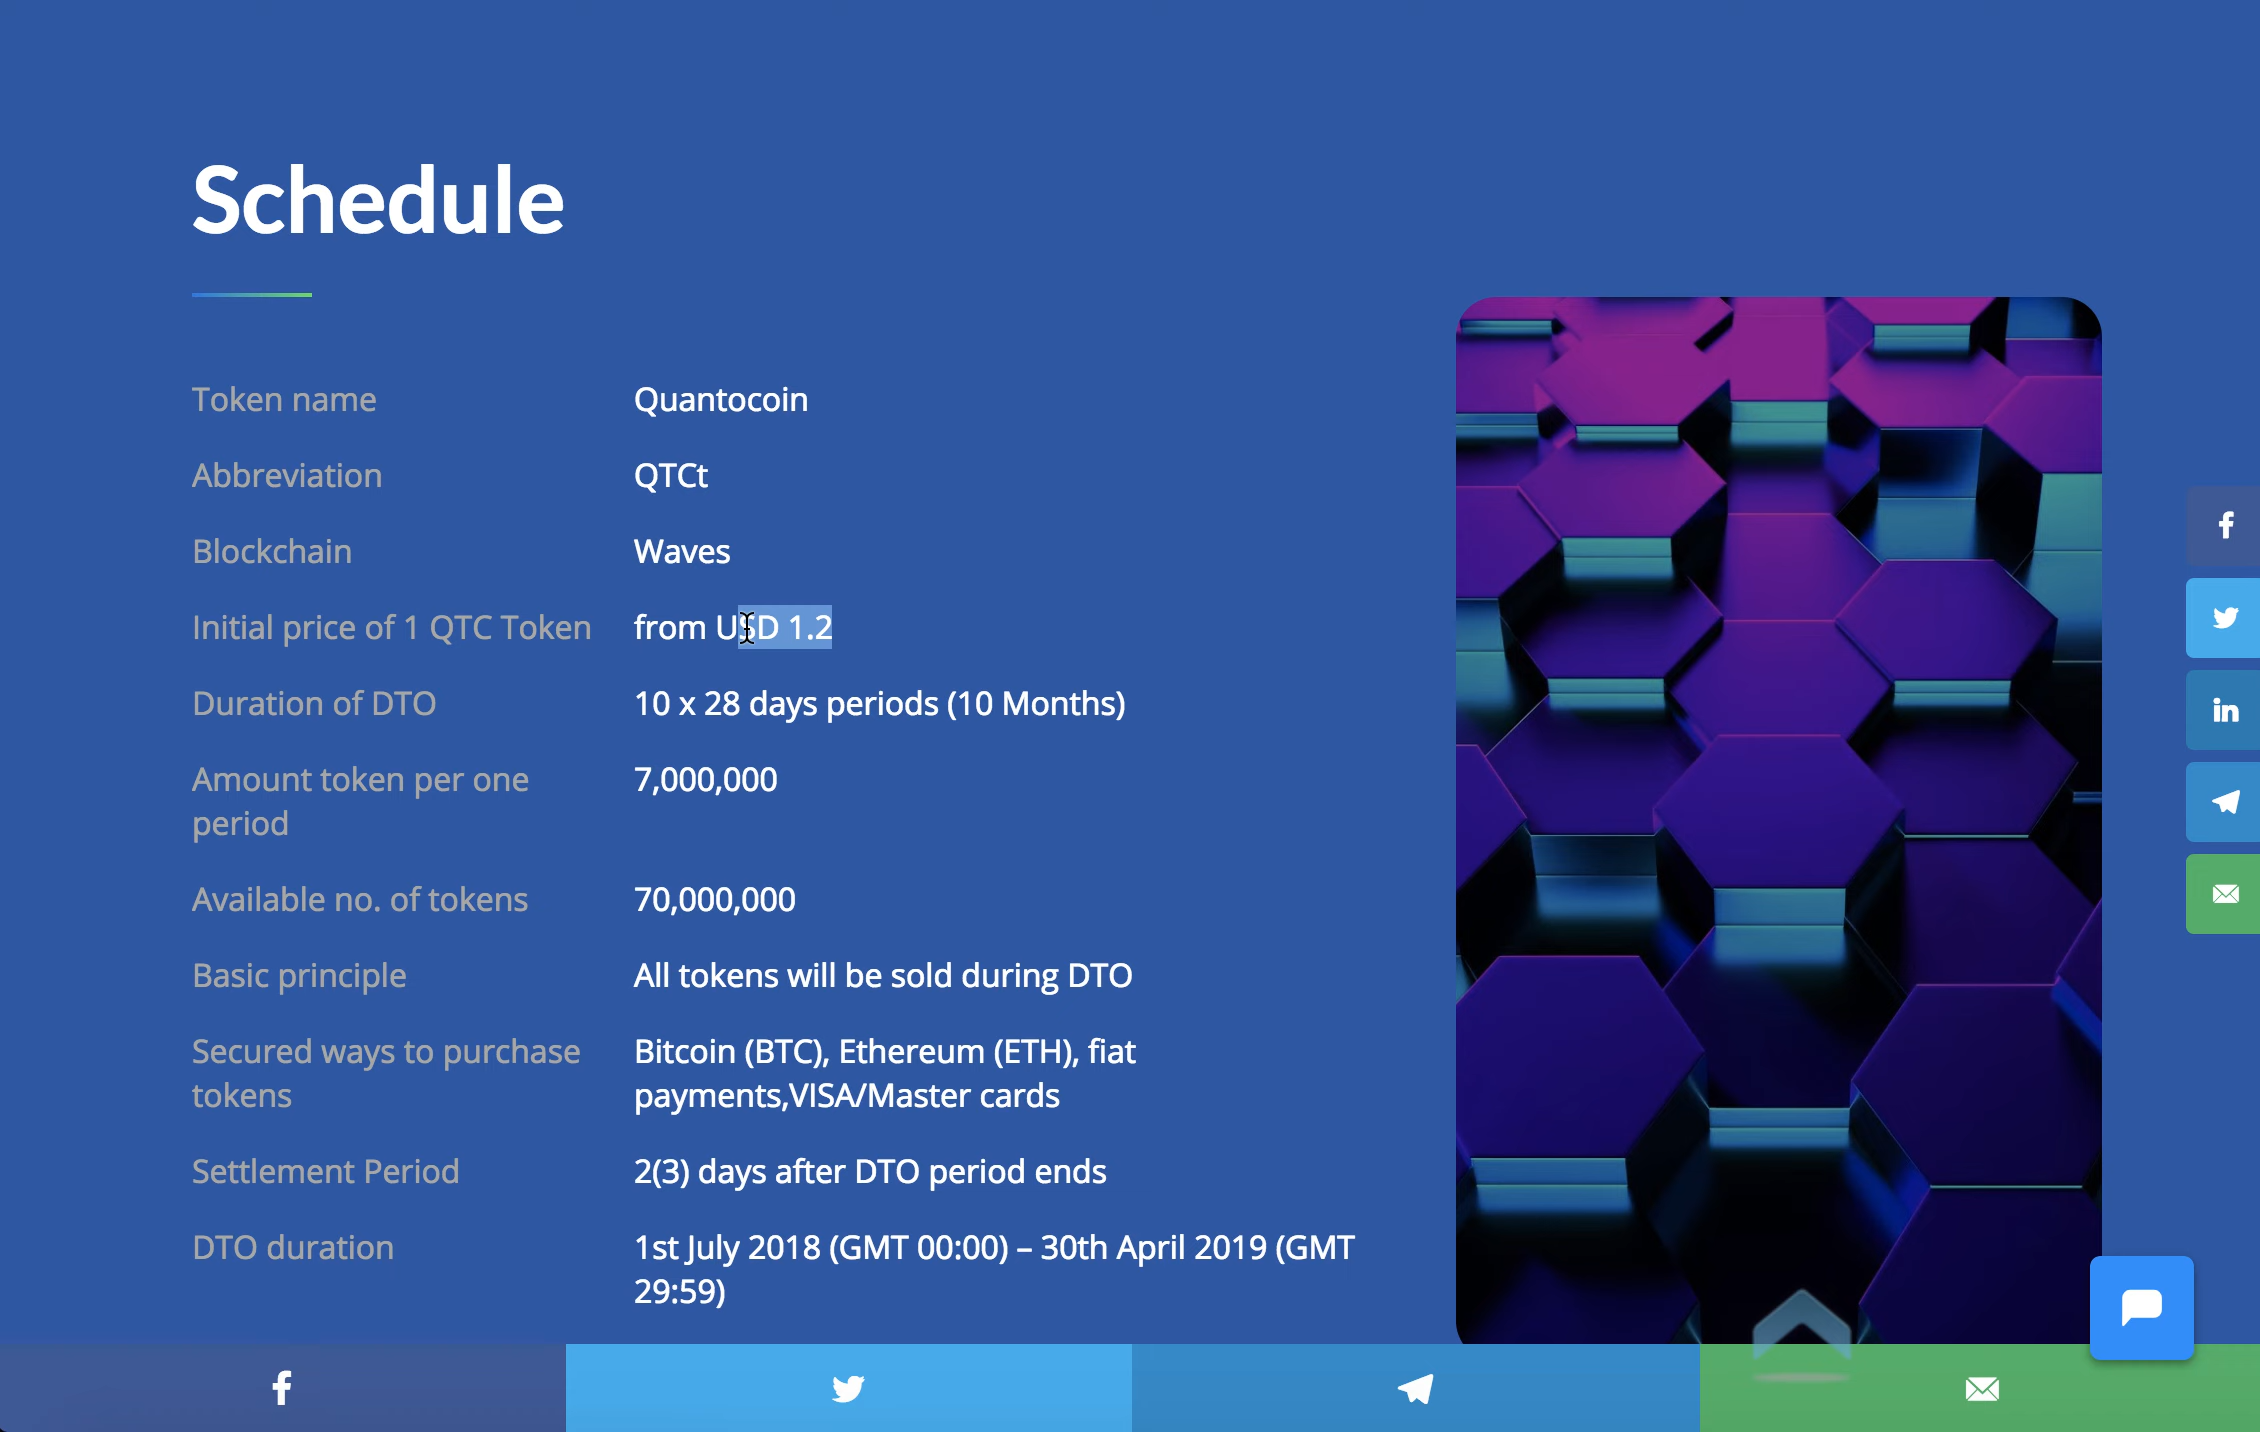 Schedule
Token name Quantocoin
Abbreviation QTCt
Blockchain Waves
Initial price of 1 QTC Token from USD 1.2
Duration of DTO 10 x 28 days periods (10 Months)
Amount token per one 7,000,000
period
Available no. of tokens 70,000,000
Basic principle All tokens will be sold during DTO
Secured ways to purchase Bitcoin (BTC), Ethereum (ETH), fiat
tokens payments,VISA/Master cards
Settlement Period 2(3) days after DTO period ends
DTO duration 1st July 2018 (GMT 00:00) – 30th April 2019 (GMT
29:59)